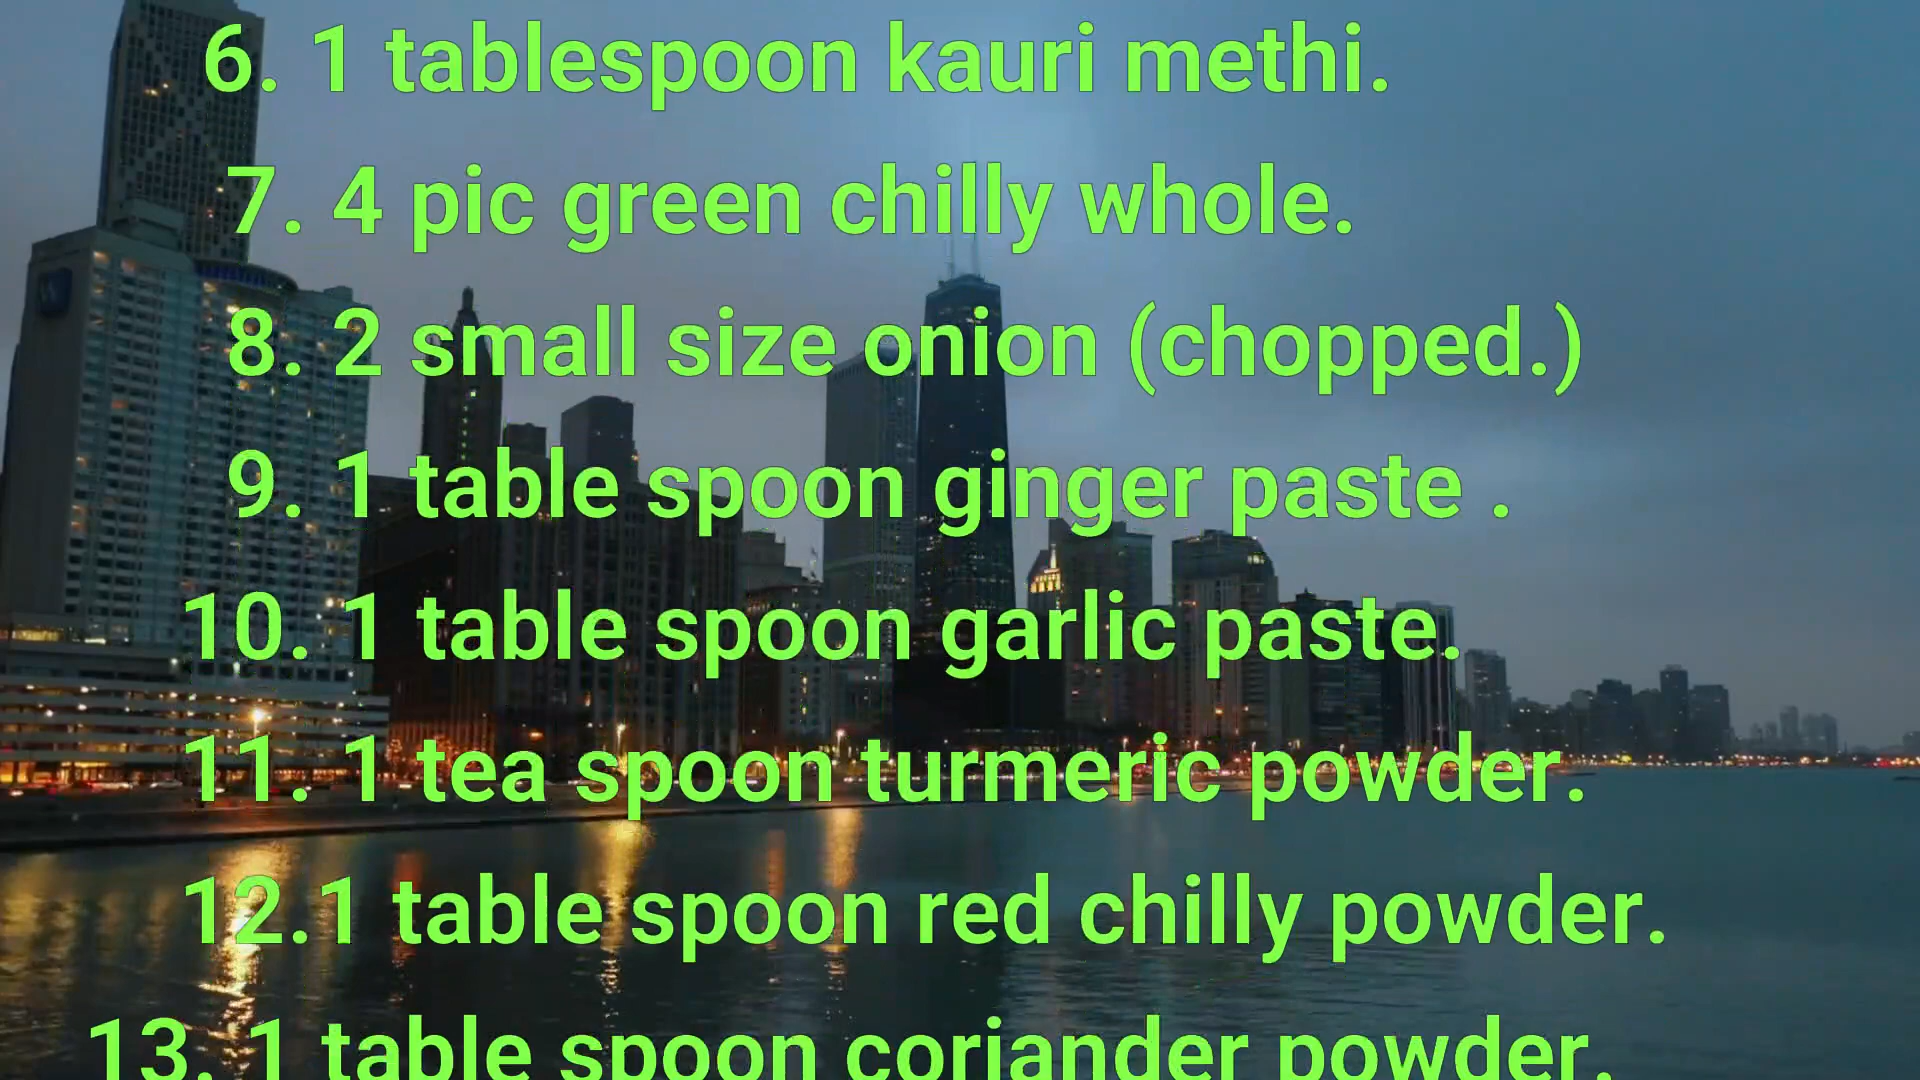 6. 1 tablespoon kauri methi.
7. 4 pic green chilly whole.
8. 2 small size onion (chopped.)
9. 1 table spoon ginger paste .
10. 1 table spoon garlic paste.
11. 1 tea spoon turmeric powder.
12.1 table spoon red chilly powder.
13. 1 table spoon coriander powder.